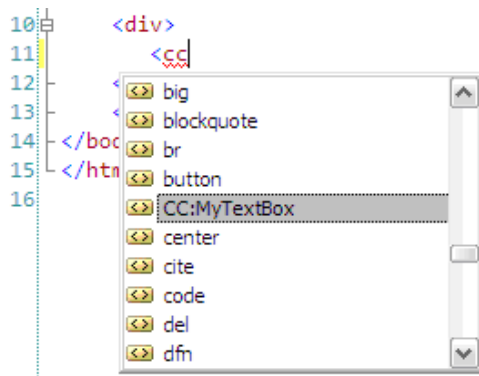 10 <div>
11 <cc
12 <
big
13 <
blockquote
14 </boc
br
15 </htm
button
16
CC:MyTextBox
center
cite
code
del
dfn